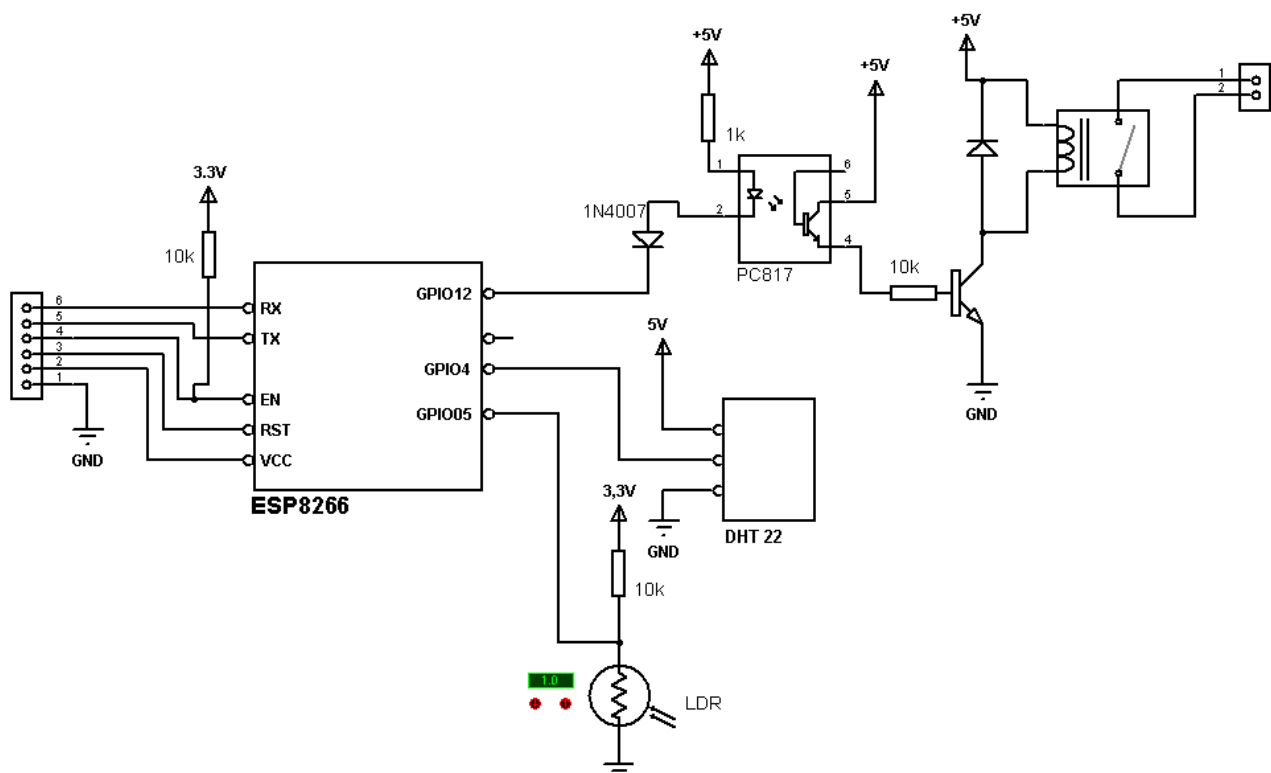 +5V
+5V
+5V
1
2
1k
1
6
3.3V
5
1N4007
2
4
10k
PC817
10k
GPIO12
6
RX
5
TX
5V
4
3
GPIO4
2
1
EN
GPIO05
GND
RST
GND
VCC
3,3V
ESP8266
DHT 22
GND
10k
1.0
LDR